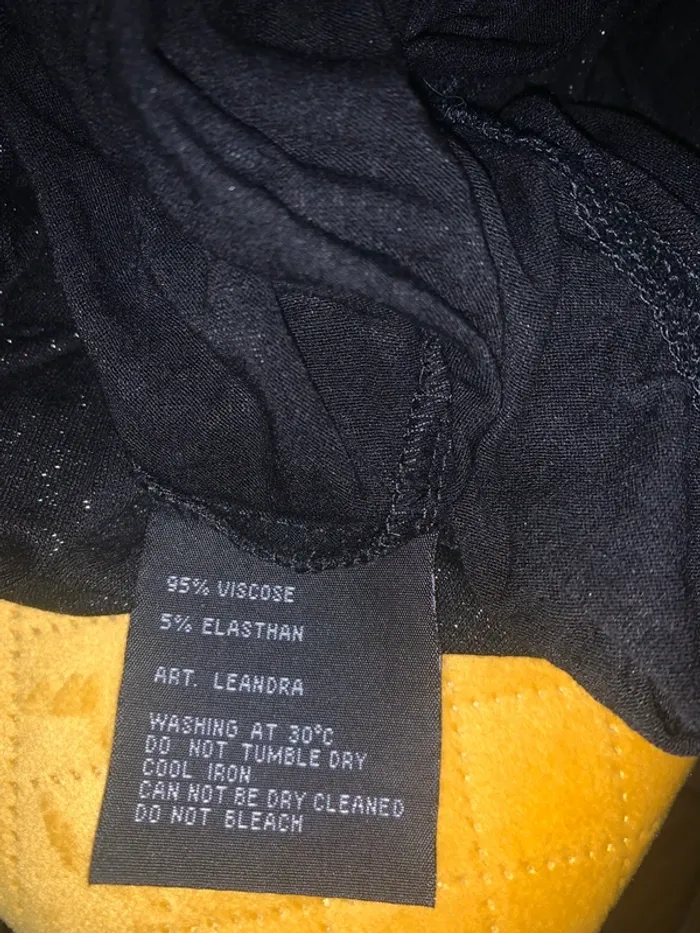 95% VISCOSE
5% ELASTHAN
ART. LEANDRA
WASHING AT 30°C
DO NOT TUMBLE DRY
COOL IRON
CAN NOT BE DRY CLEANED
DO NOT BLEACH